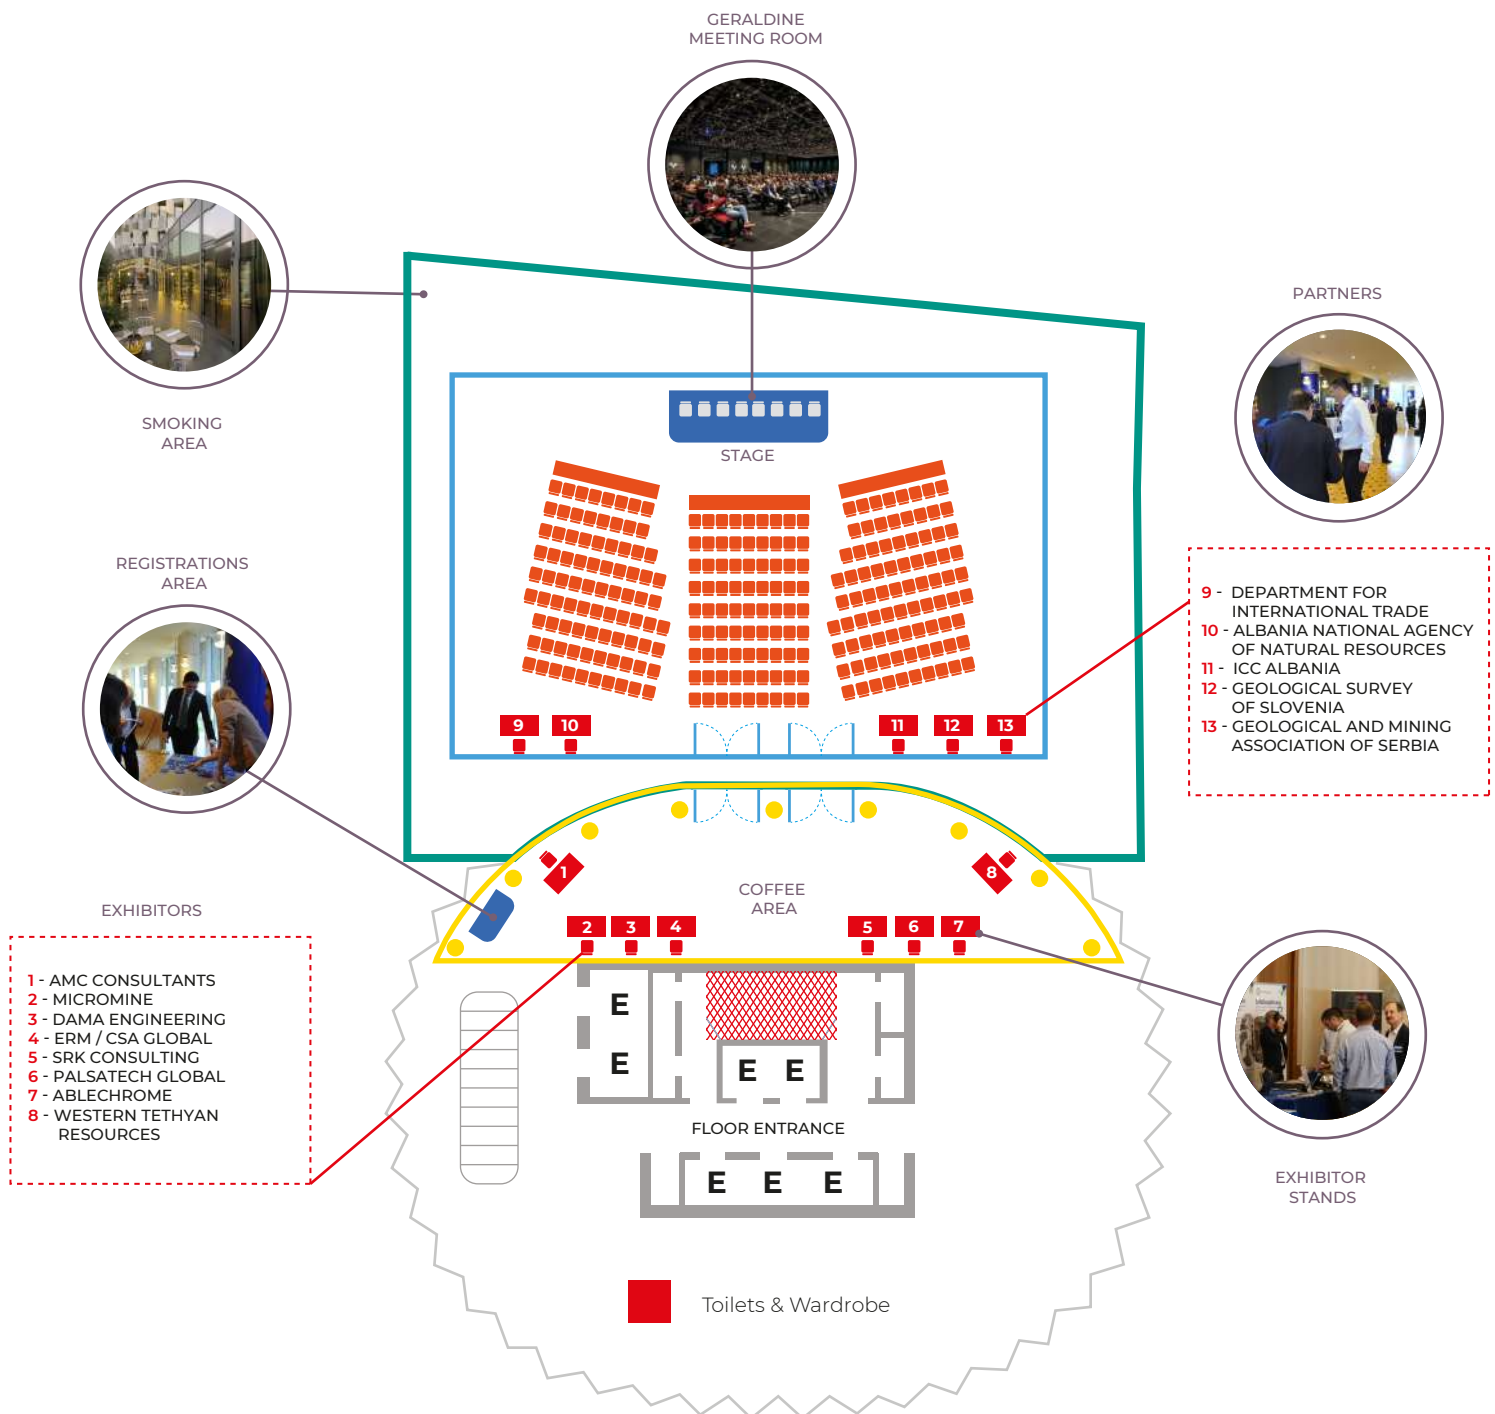 GERALDINE
MEETING ROOM
SMOKING
AREA
PARTNERS
STAGE
REGISTRATIONS
AREA
9 - DEPARTMENT FOR
INTERNATIONAL TRADE
10 - ALBANIA NATIONAL AGENCY
OF NATURAL RESOURCES
11 - ICC ALBANIA
12 - GEOLOGICAL SURVEY
OF SLOVENIA
13 - GEOLOGICAL AND MINING
ASSOCIATION OF SERBIA
9
10
11
12
13
1
8
COFFEE
AREA
2
3
4
5
6
7
EXHIBITORS
1 - AMC CONSULTANTS
2 - MICROMINE
3 - DAMA ENGINEERING
4 - ERM / CSA GLOBAL
5 - SRK CONSULTING
6 - PALSATECH GLOBAL
7 - ABLECHROME
8 - WESTERN TETHYAN
RESOURCES
E
E
E E
FLOOR ENTRANCE
E E E
EXHIBITOR
STANDS
Toilets & Wardrobe